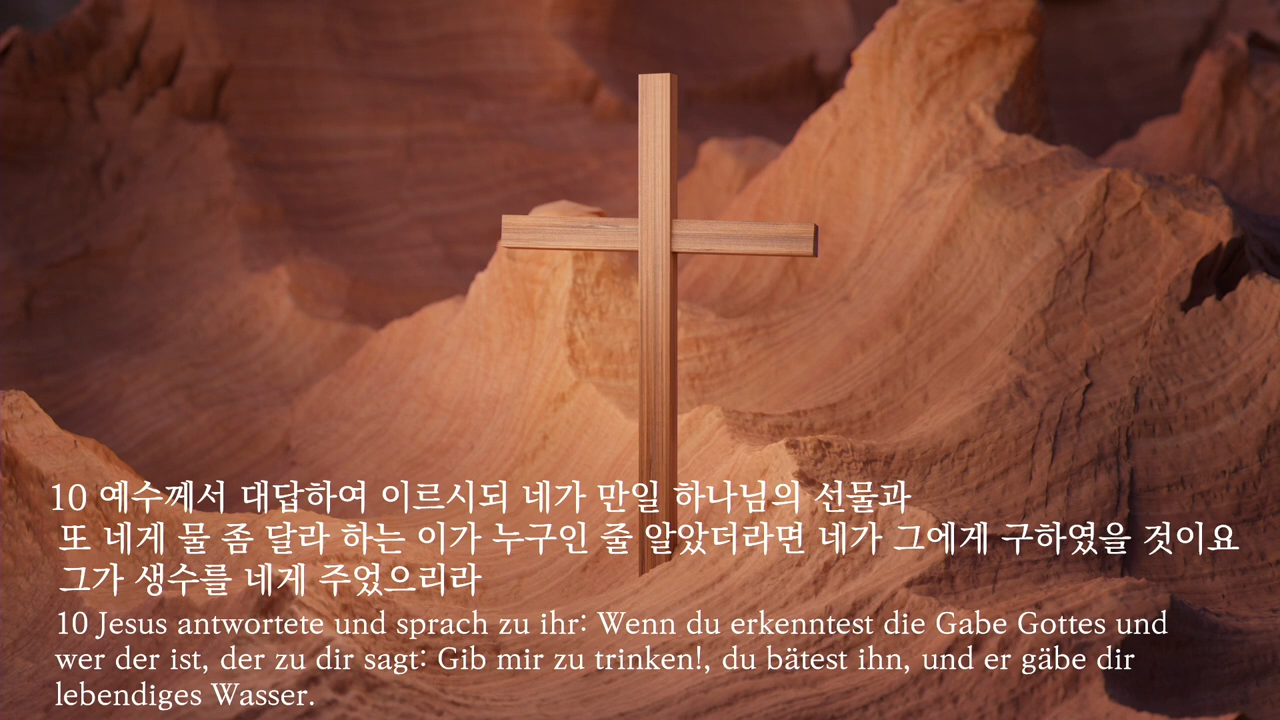 10 예수께서 대답하여 이르시되 네가 만일 하나님의 선물과
또 네게 물 좀 달라 하는 이가 누구인 줄 알았더라면 네가 그에게 구하였을 것이요
그가 생수를 네게 주었으리라
10 Jesus antwortete und sprach zu ihr: Wenn du erkenntest die Gabe Gottes und
wer der ist, der zu dir sagt: Gib mir zu trinken!, du bätest ihn, und er gäbe dir
lebendiges Wasser.